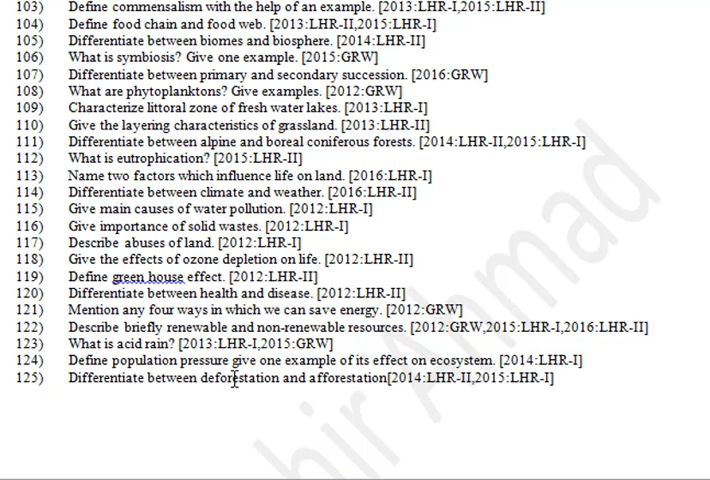 103) Define commensalism with the help of an example. [2013:LHR-I,2015:LHR-II]
104) Define food chain and food web. [2013:LHR-II,2015:LHR-I]
105) Differentiate between biomes and biosphere. [2014:LHR-II]
106) What is symbiosis? Give one example. [2015:GRW]
107) Differentiate between primary and secondary succession. [2016:GRW]
108) What are phytoplanktons? Give examples. [2012:GRW]
109) Characterize littoral zone of fresh water lakes. [2013:LHR-I]
110) Give the layering characteristics of grassland. [2013:LHR-II]
111) Differentiate between alpine and boreal coniferous forests. [2014:LHR-II,2015:LHR-I]
112) What is eutrophication? [2015:LHR-II]
113) Name two factors which influence life on land. [2016:LHR-I]
114) Differentiate between climate and weather. [2016:LHR-II]
115) Give main causes of water pollution. [2012:LHR-I]
116) Give importance of solid wastes. [2012:LHR-I]
117) Describe abuses of land. [2012:LHR-I]
118) Give the effects of ozone depletion on life. [2012:LHR-II]
119) Define green house effect. [2012:LHR-II]
120) Differentiate between health and disease. [2012:LHR-II]
121) Mention any four ways in which we can save energy. [2012:GRW]
122) Describe briefly renewable and non-renewable resources. [2012:GRW,2015:LHR-I,2016:LHR-II]
123) What is acid rain? [2013:LHR-I,2015:GRW]
124) Define population pressure give one example of its effect on ecosystem. [2014:LHR-I]
125) Differentiate between deforestation and afforestation[2014:LHR-II,2015:LHR-I]
Ahmad